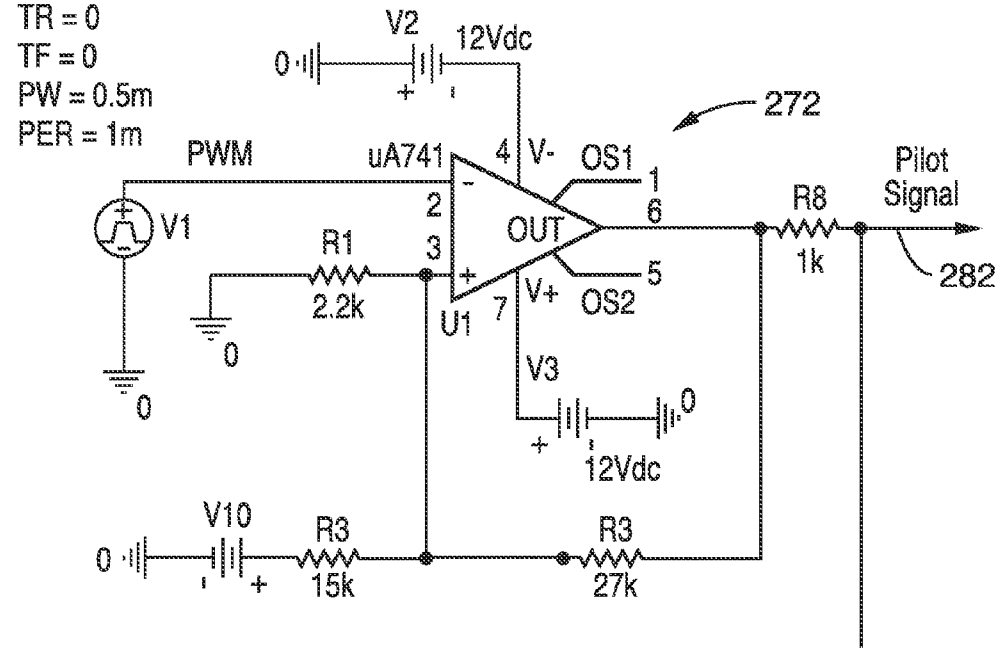 TR = 0
TF = 0
PW = 0.5m
PER = 1m
V2
12Vdc
0
+
-
272
PWM
uA741
4
V-
OS1
1
Pilot
Signal
-
2
6
R8
+
V1
OUT
1k
282
R1
3
+
2.2k
5
OS2
V+
7
U1
0
V3
0
0
+
-
12Vdc
V10
R3
R3
0
-
+
15k
27k